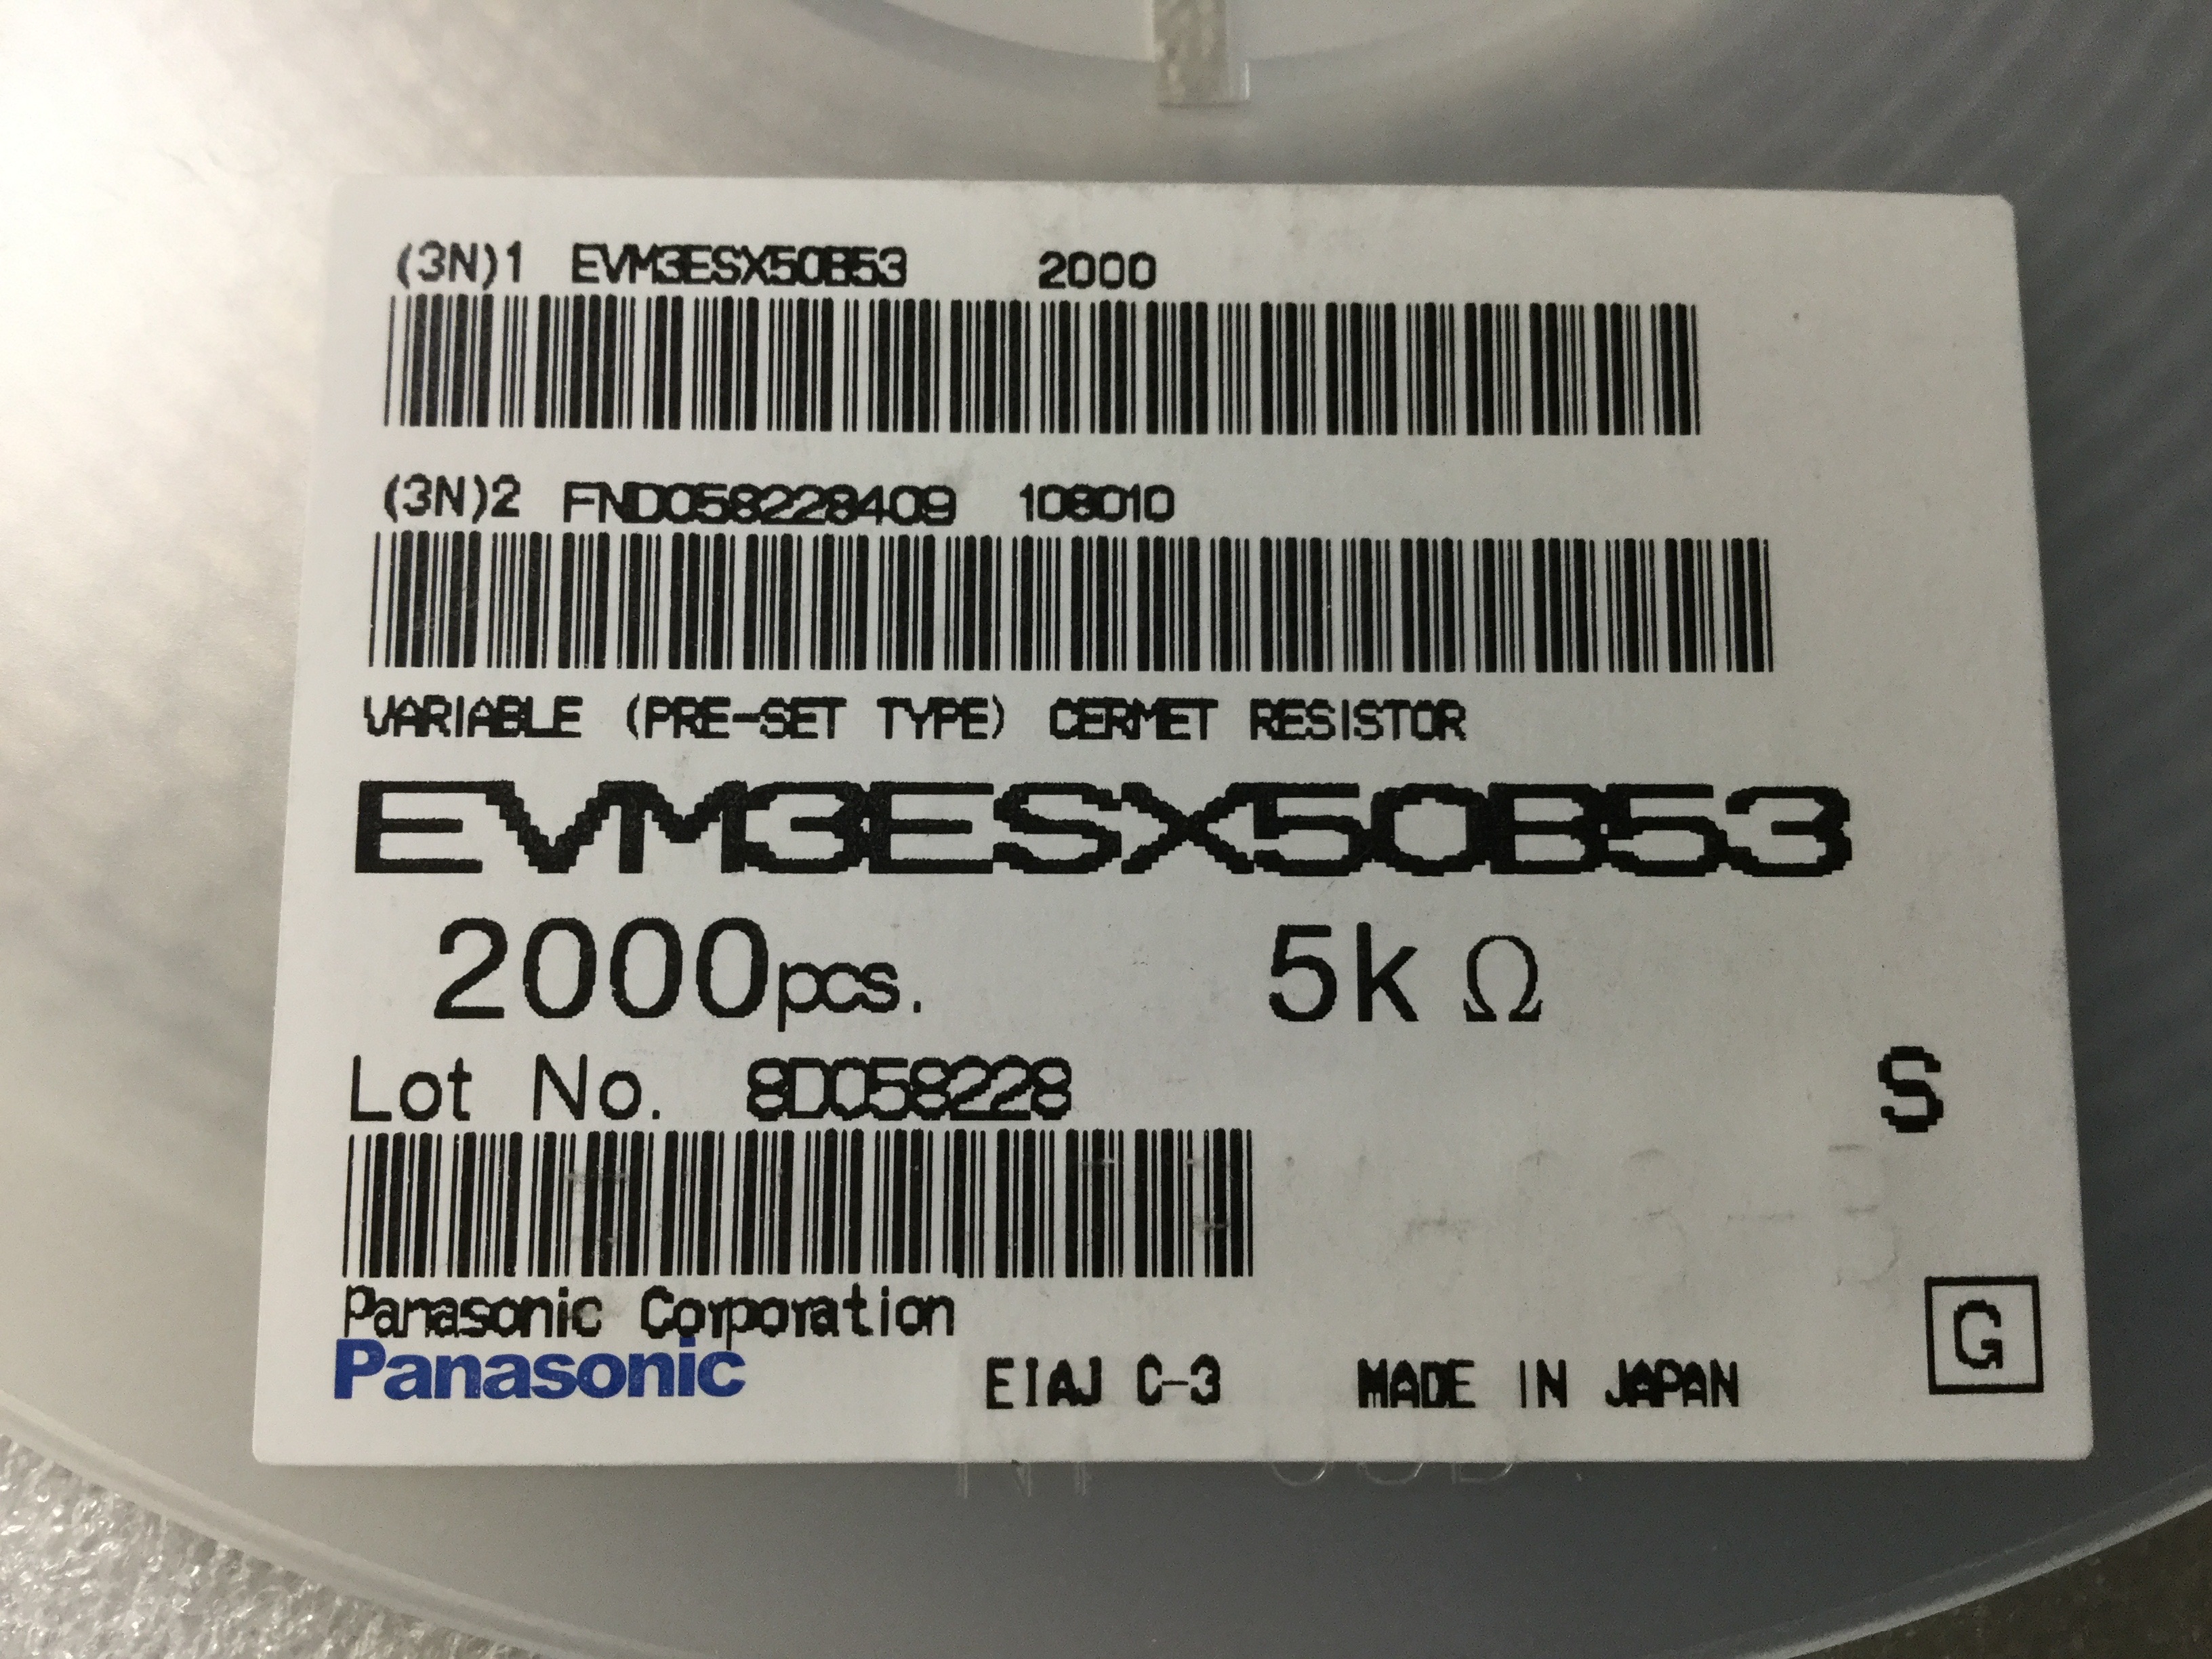 (3N)1 EVM3ESX50B53 2000
(3N)2 FND058228409 108010
VARIABLE (PRE-SET TYPE) CERMET RESISTOR
EVM3ESX50B53
2000pcs. 5kΩ
Lot No. 8D058228
S
Panasonic Corporation
G
Panasonic EIAJ C-3 MADE IN JAPAN